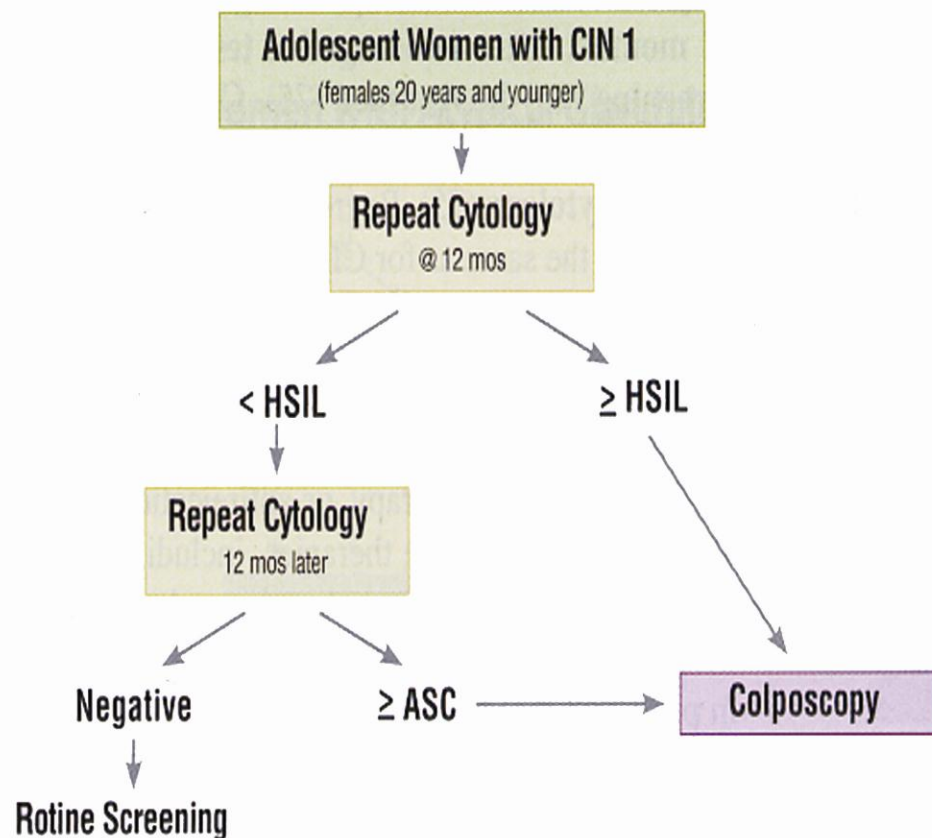 Adolescent Women with CIN 1
(females 20 years and younger)
Repeat Cytology
@ 12 mos
< HSIL
≥ HSIL
Repeat Cytology
12 mos later
Negative
≥ ASC
Colposcopy
Rotine Screening